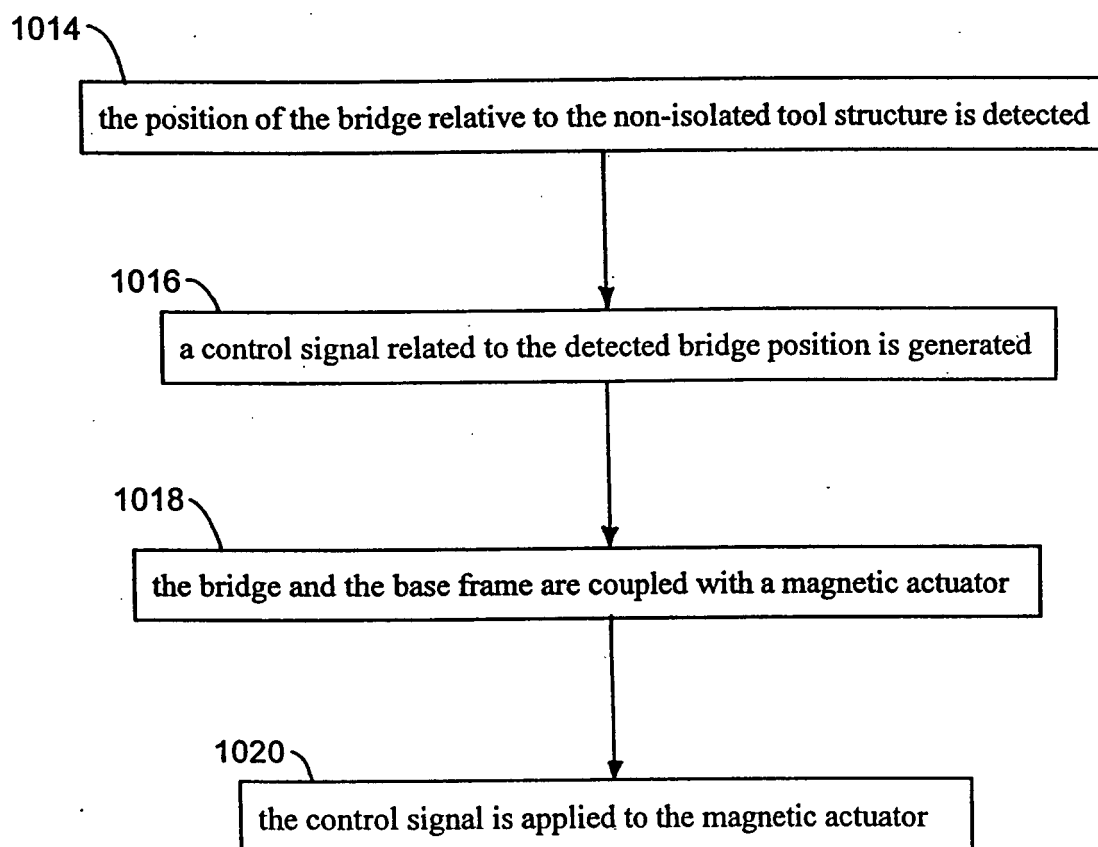 1014
the position of the bridge relative to the non-isolated tool structure is detected
1016
a control signal related to the detected bridge position is generated
1018
the bridge and the base frame are coupled with a magnetic actuator
1020
the control signal is applied to the magnetic actuator